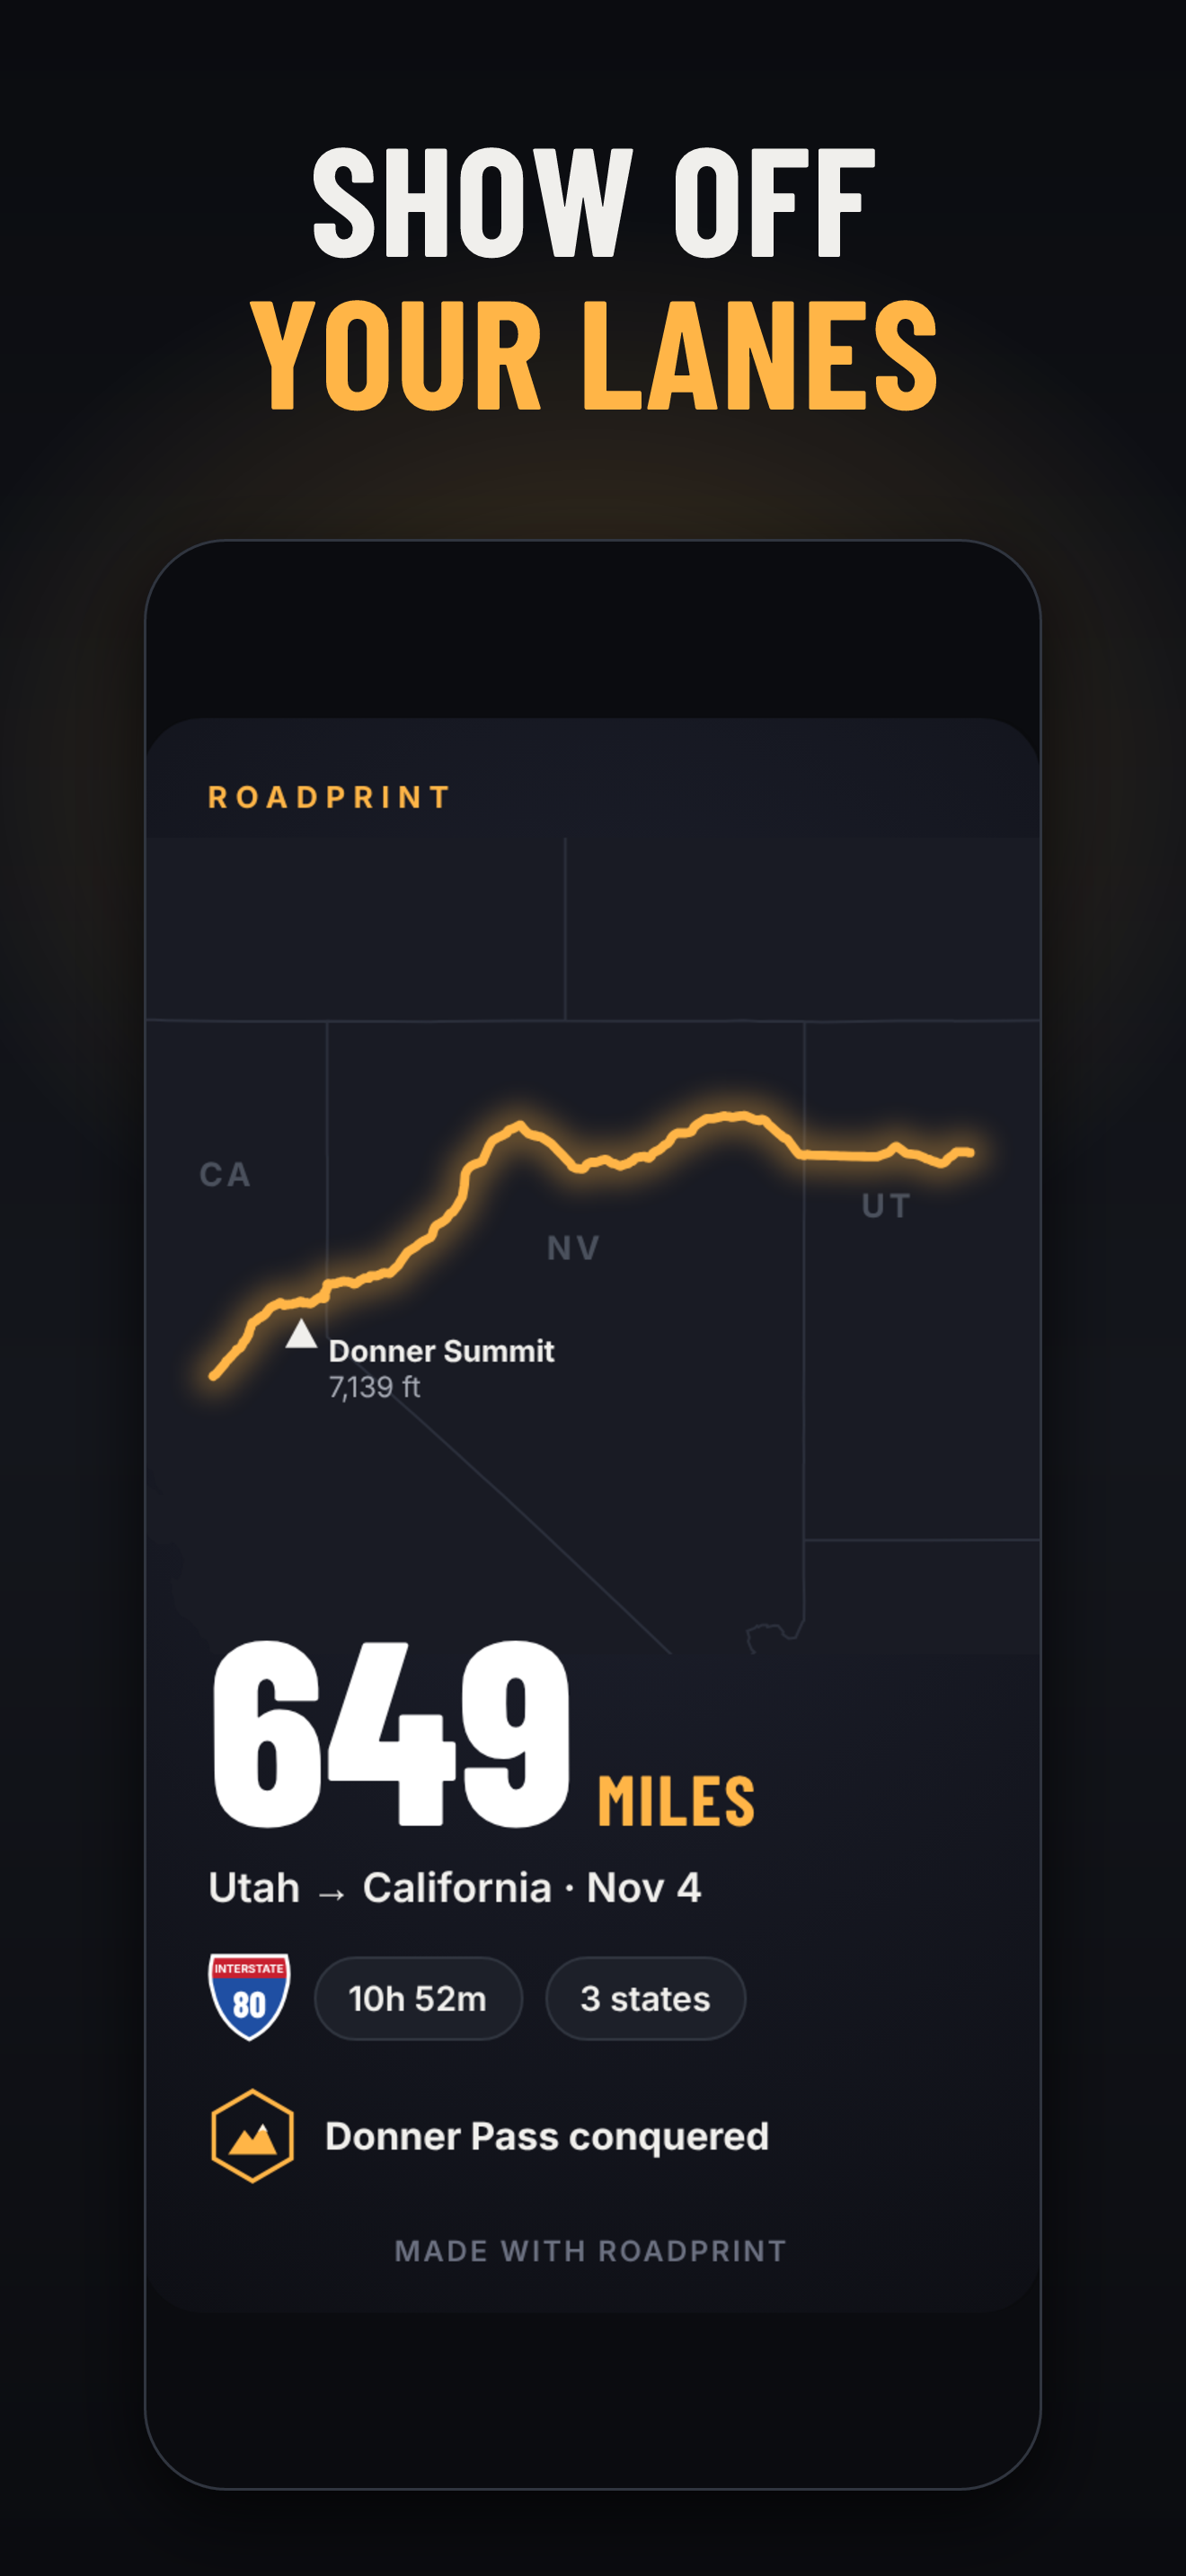 SHOW OFF
YOUR LANES
ROADPRINT
CA
UT
NV
Donner Summit
7,139 ft
649 MILES
Utah → California · Nov 4
INTERSTATE
80
10h 52m
3 states
Donner Pass conquered
MADE WITH ROADPRINT